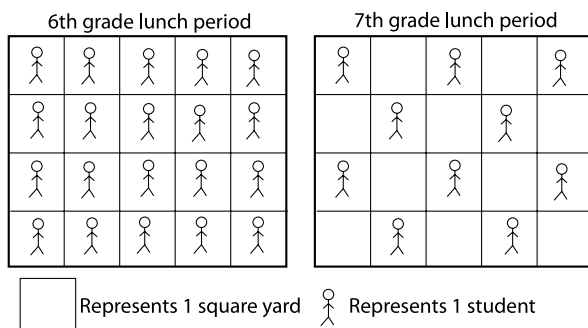 6th grade lunch period
7th grade lunch period
Represents 1 square yard
Represents 1 student